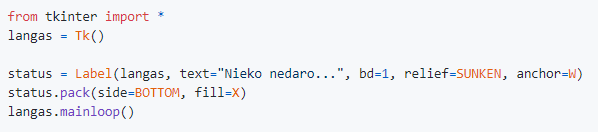 from tkinter import *
langas = Tk()
status = Label(langas, text="Nieko nedaro...", bd=1, relief=SUNKEN, anchor=W)
status.pack(side=BOTTOM, fill=X)
langas.mainloop()